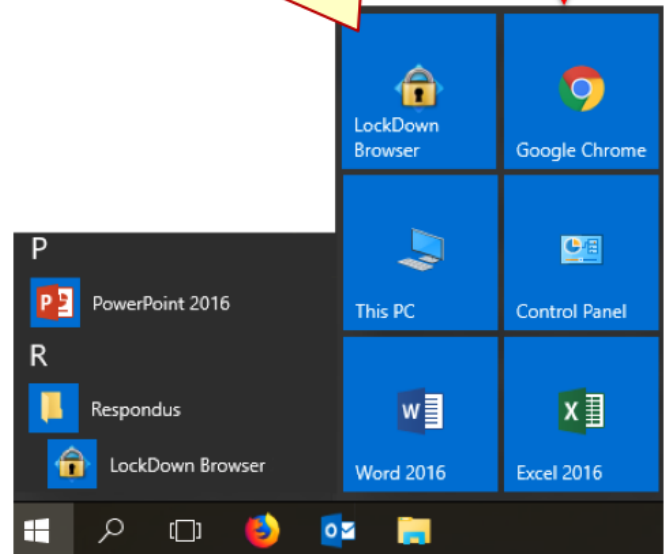 LockDown
Browser
Google Chrome
This PC
Control Panel
P
PowerPoint 2016
R
Respondus
LockDown Browser
Word 2016
Excel 2016